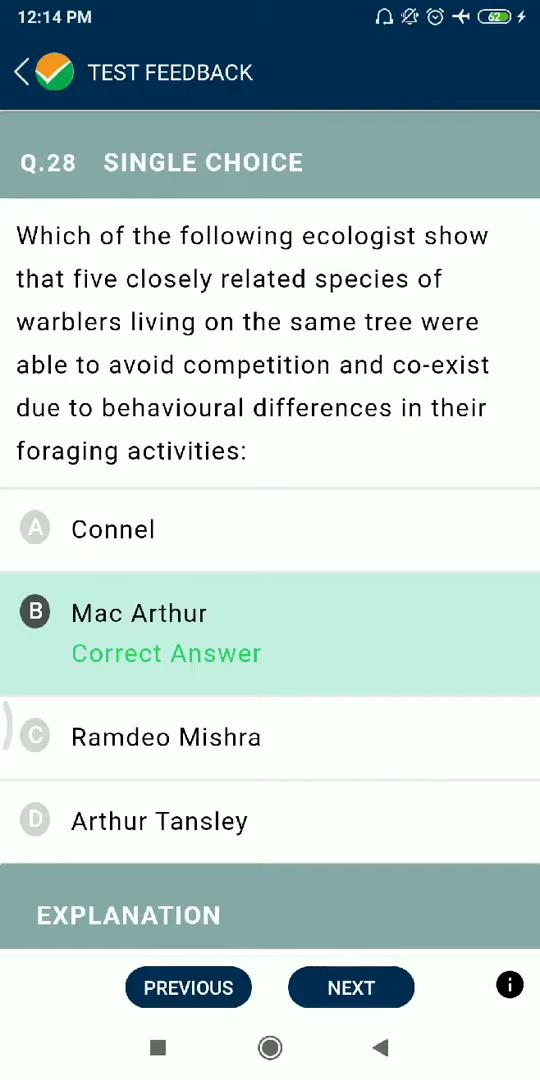 12:14 PM
62
TEST FEEDBACK
Q.28 SINGLE CHOICE
Which of the following ecologist show
that five closely related species of
warblers living on the same tree were
able to avoid competition and co-exist
due to behavioural differences in their
foraging activities:
A Connel
B Mac Arthur
Correct Answer
C Ramdeo Mishra
D Arthur Tansley
EXPLANATION
PREVIOUS NEXT i